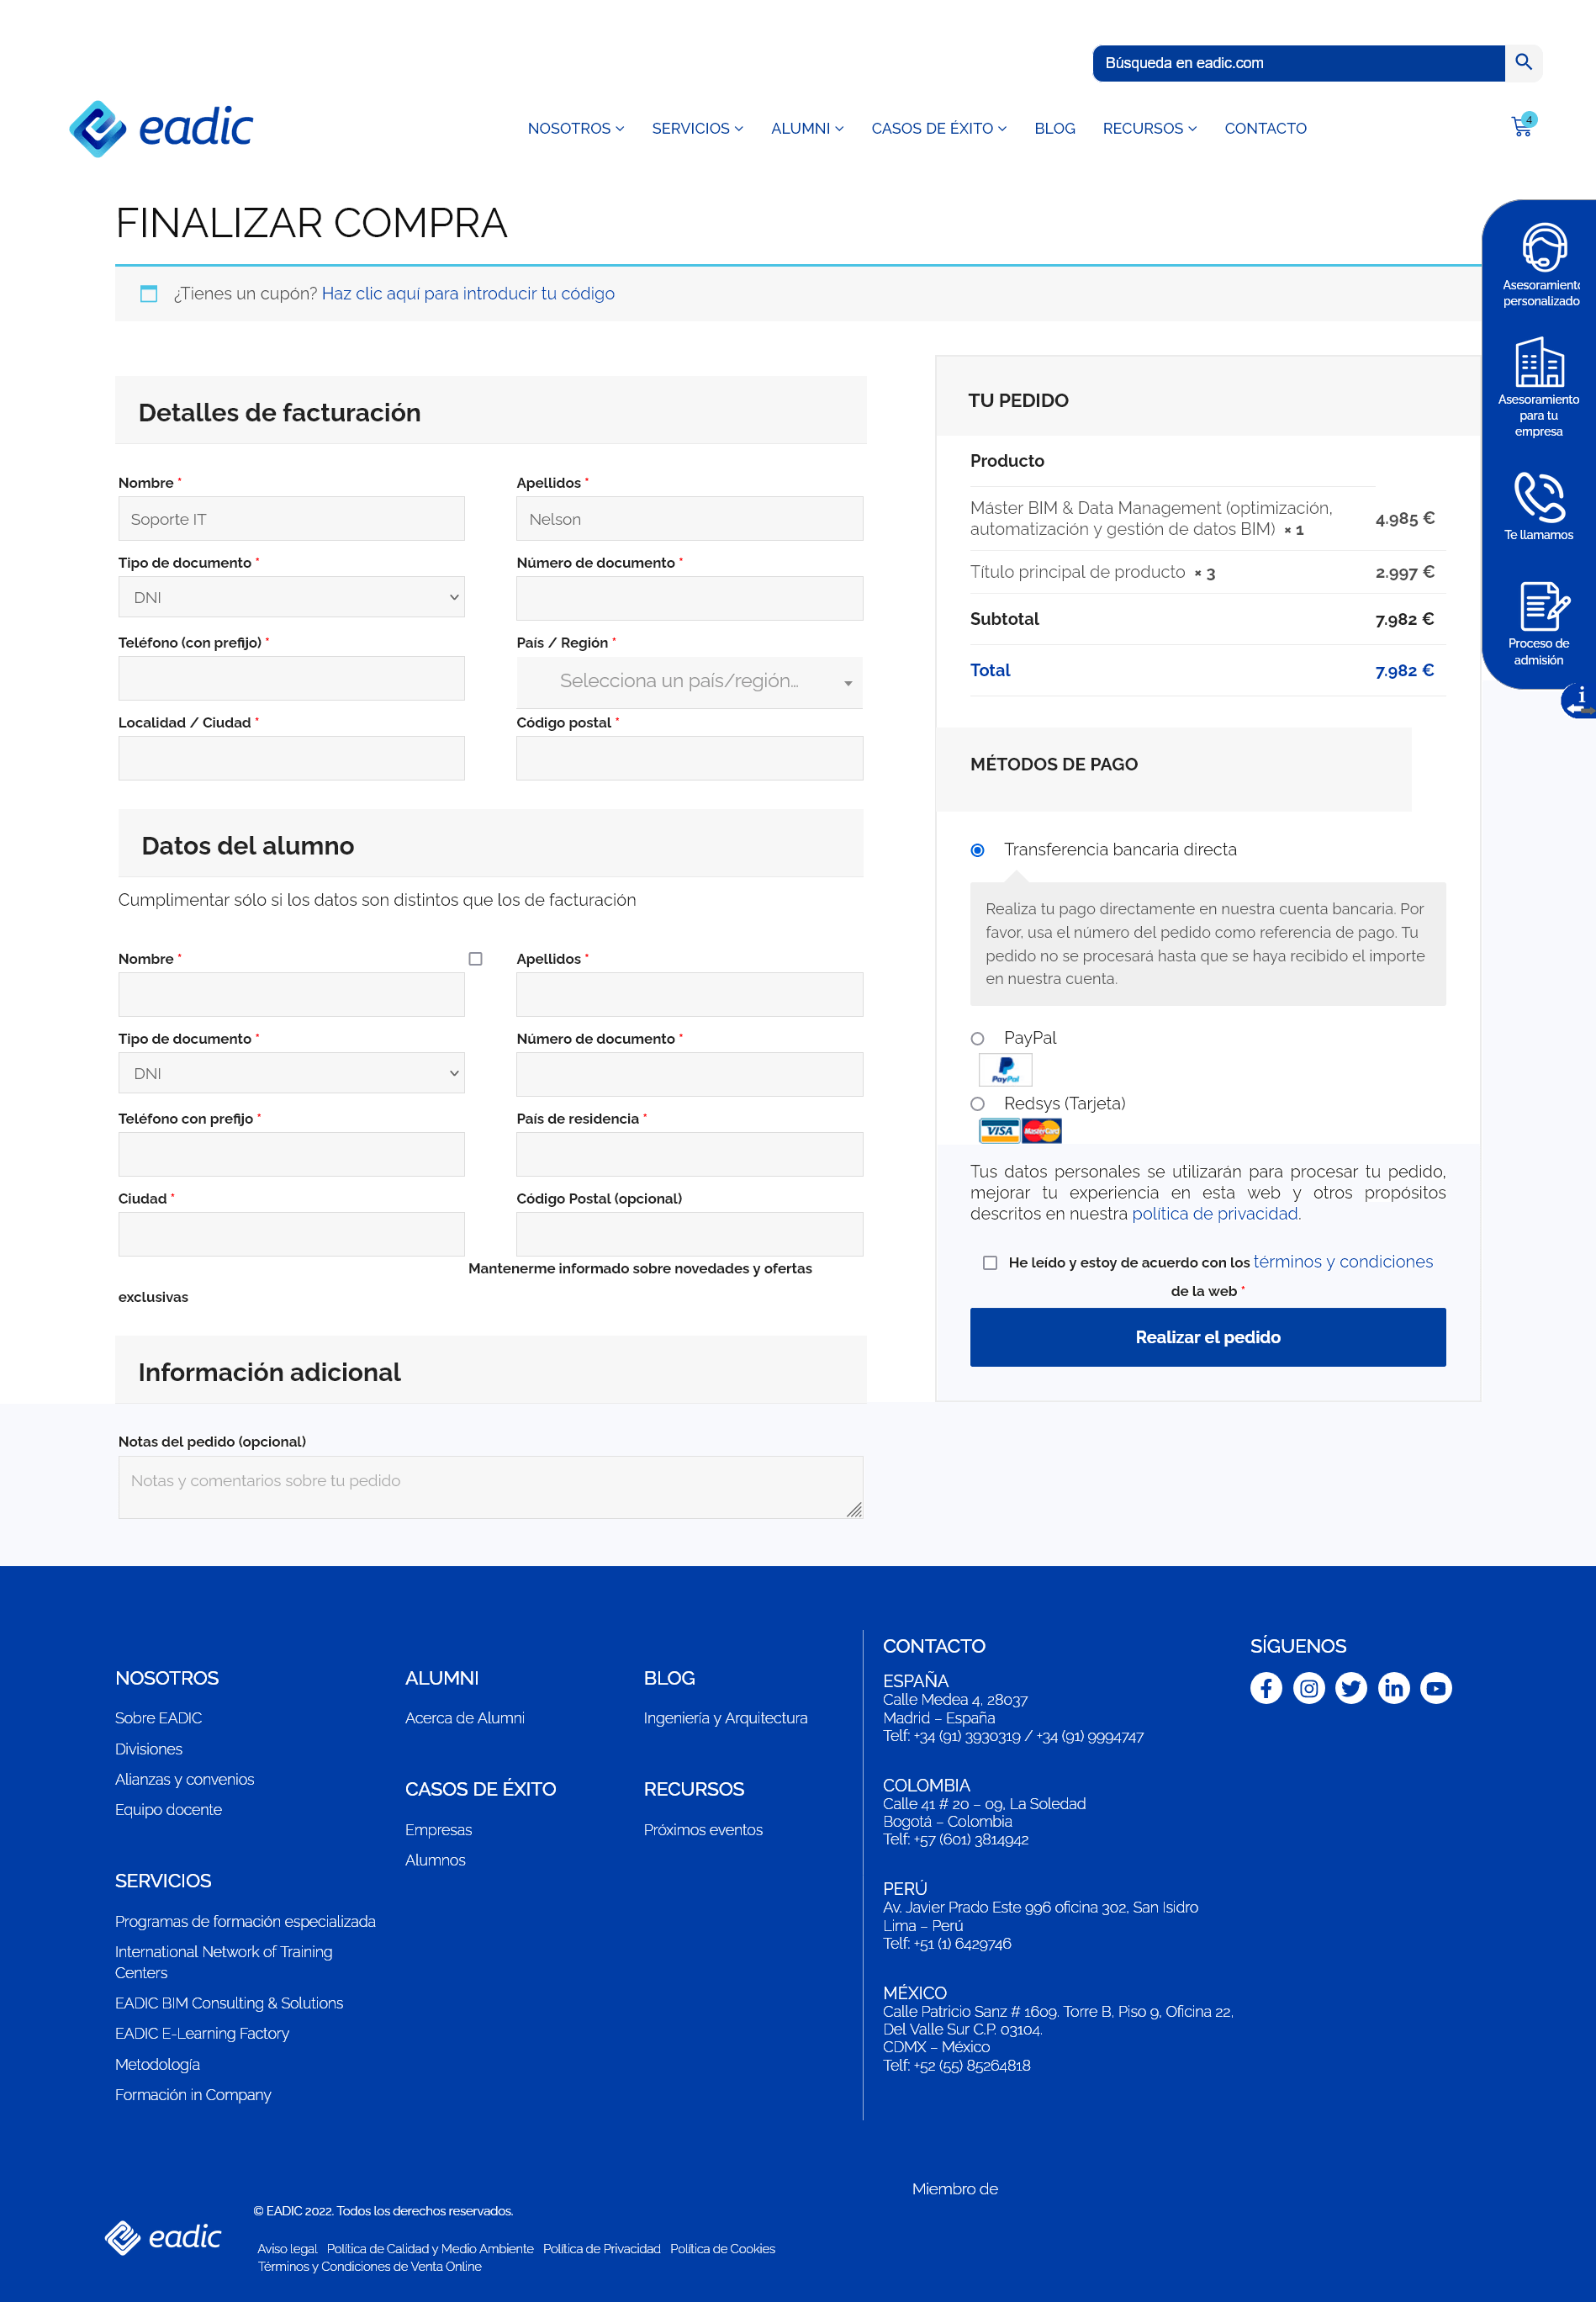 Búsqueda en eadic.com
eadic
NOSOTROS SERVICIOS ALUMNI CASOS DE ÉXITO BLOG RECURSOS CONTACTO
4
FINALIZAR COMPRA
¿Tienes un cupón? Haz clic aquí para introducir tu código
Asesoramiento
personalizado
Asesoramiento
para tu
empresa
Te llamamos
Proceso de
admisión
i
Detalles de facturación
Nombre *
Apellidos *
Soporte IT
Nelson
Tipo de documento *
Número de documento *
DNI
Teléfono (con prefijo) *
País / Región *
Selecciona un país/región...
Localidad / Ciudad *
Código postal *
Datos del alumno
Cumplimentar sólo si los datos son distintos que los de facturación
Nombre *
Apellidos *
Tipo de documento *
Número de documento *
DNI
Teléfono con prefijo *
País de residencia *
Ciudad *
Código Postal (opcional)
Mantenerme informado sobre novedades y ofertas
exclusivas
Información adicional
Notas del pedido (opcional)
Notas y comentarios sobre tu pedido
TU PEDIDO
Producto
Máster BIM & Data Management (optimización,
automatización y gestión de datos BIM) × 1
4.985 €
Título principal de producto × 3
2.997 €
Subtotal
7.982 €
Total
7.982 €
MÉTODOS DE PAGO
Transferencia bancaria directa
Realiza tu pago directamente en nuestra cuenta bancaria. Por
favor, usa el número del pedido como referencia de pago. Tu
pedido no se procesará hasta que se haya recibido el importe
en nuestra cuenta.
PayPal
PayPal
Redsys (Tarjeta)
VISA MasterCard
Tus datos personales se utilizarán para procesar tu pedido,
mejorar tu experiencia en esta web y otros propósitos
descritos en nuestra política de privacidad.
He leído y estoy de acuerdo con los términos y condiciones
de la web *
Realizar el pedido
NOSOTROS
Sobre EADIC
Divisiones
Alianzas y convenios
Equipo docente
SERVICIOS
Programas de formación especializada
International Network of Training
Centers
EADIC BIM Consulting & Solutions
EADIC E-Learning Factory
Metodología
Formación in Company
ALUMNI
Acerca de Alumni
CASOS DE ÉXITO
Empresas
Alumnos
BLOG
Ingeniería y Arquitectura
RECURSOS
Próximos eventos
CONTACTO
ESPAÑA
Calle Medea 4, 28037
Madrid – España
Telf: +34 (91) 3930319 / +34 (91) 9994747
COLOMBIA
Calle 41 # 20 – 09, La Soledad
Bogotá – Colombia
Telf: +57 (601) 3814942
PERÚ
Av. Javier Prado Este 996 oficina 302, San Isidro
Lima – Perú
Telf: +51 (1) 6429746
MÉXICO
Calle Patricio Sanz # 1609. Torre B, Piso 9, Oficina 22,
Del Valle Sur C.P. 03104.
CDMX – México
Telf: +52 (55) 85264818
SÍGUENOS
Miembro de
eadic
© EADIC 2022. Todos los derechos reservados.
Aviso legal Política de Calidad y Medio Ambiente Política de Privacidad Política de Cookies
Términos y Condiciones de Venta Online